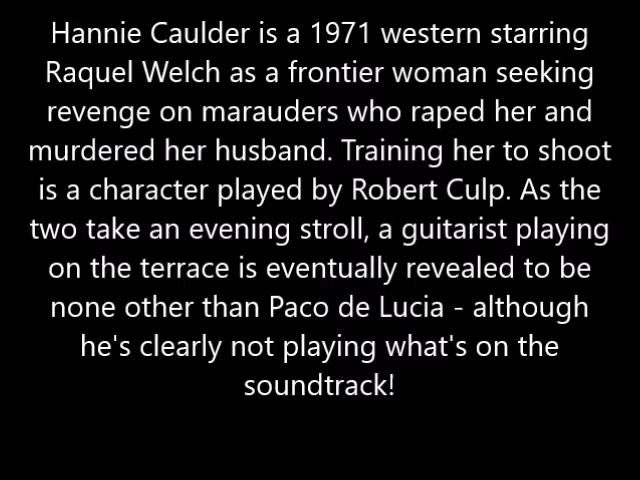 Hannie Caulder is a 1971 western starring
Raquel Welch as a frontier woman seeking
revenge on marauders who raped her and
murdered her husband. Training her to shoot
is a character played by Robert Culp. As the
two take an evening stroll, a guitarist playing
on the terrace is eventually revealed to be
none other than Paco de Lucia - although
he's clearly not playing what's on the
soundtrack!